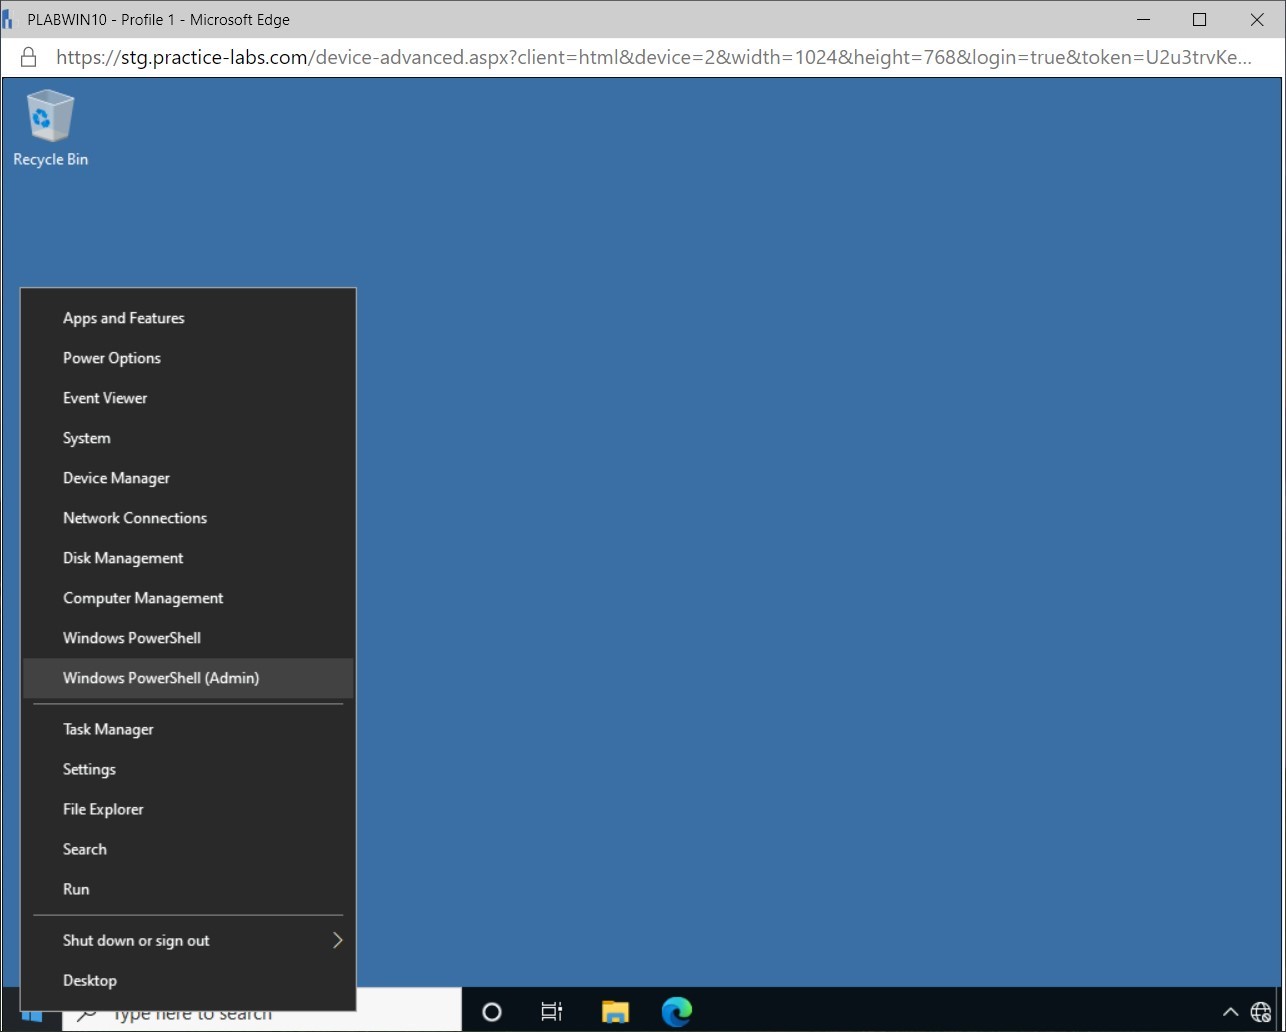 PLABWIN10 - Profile 1 - Microsoft Edge
https://stg.practice-labs.com/device-advanced.aspx?client=html&device=2&width=1024&height=768&login=true&token=U2u3trvKe...
Recycle Bin
Apps and Features
Power Options
Event Viewer
System
Device Manager
Network Connections
Disk Management
Computer Management
Windows PowerShell
Windows PowerShell (Admin)
Task Manager
Settings
File Explorer
Search
Run
Shut down or sign out
Desktop
Type here to search